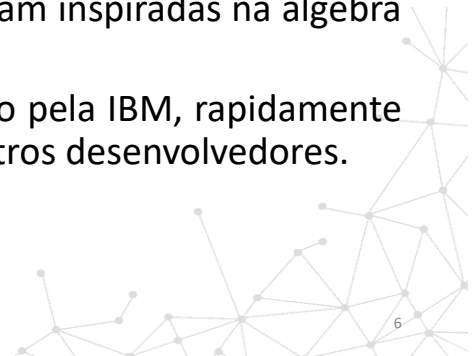 am inspiradas na álgebra
o pela IBM, rapidamente
tros desenvolvedores.
6